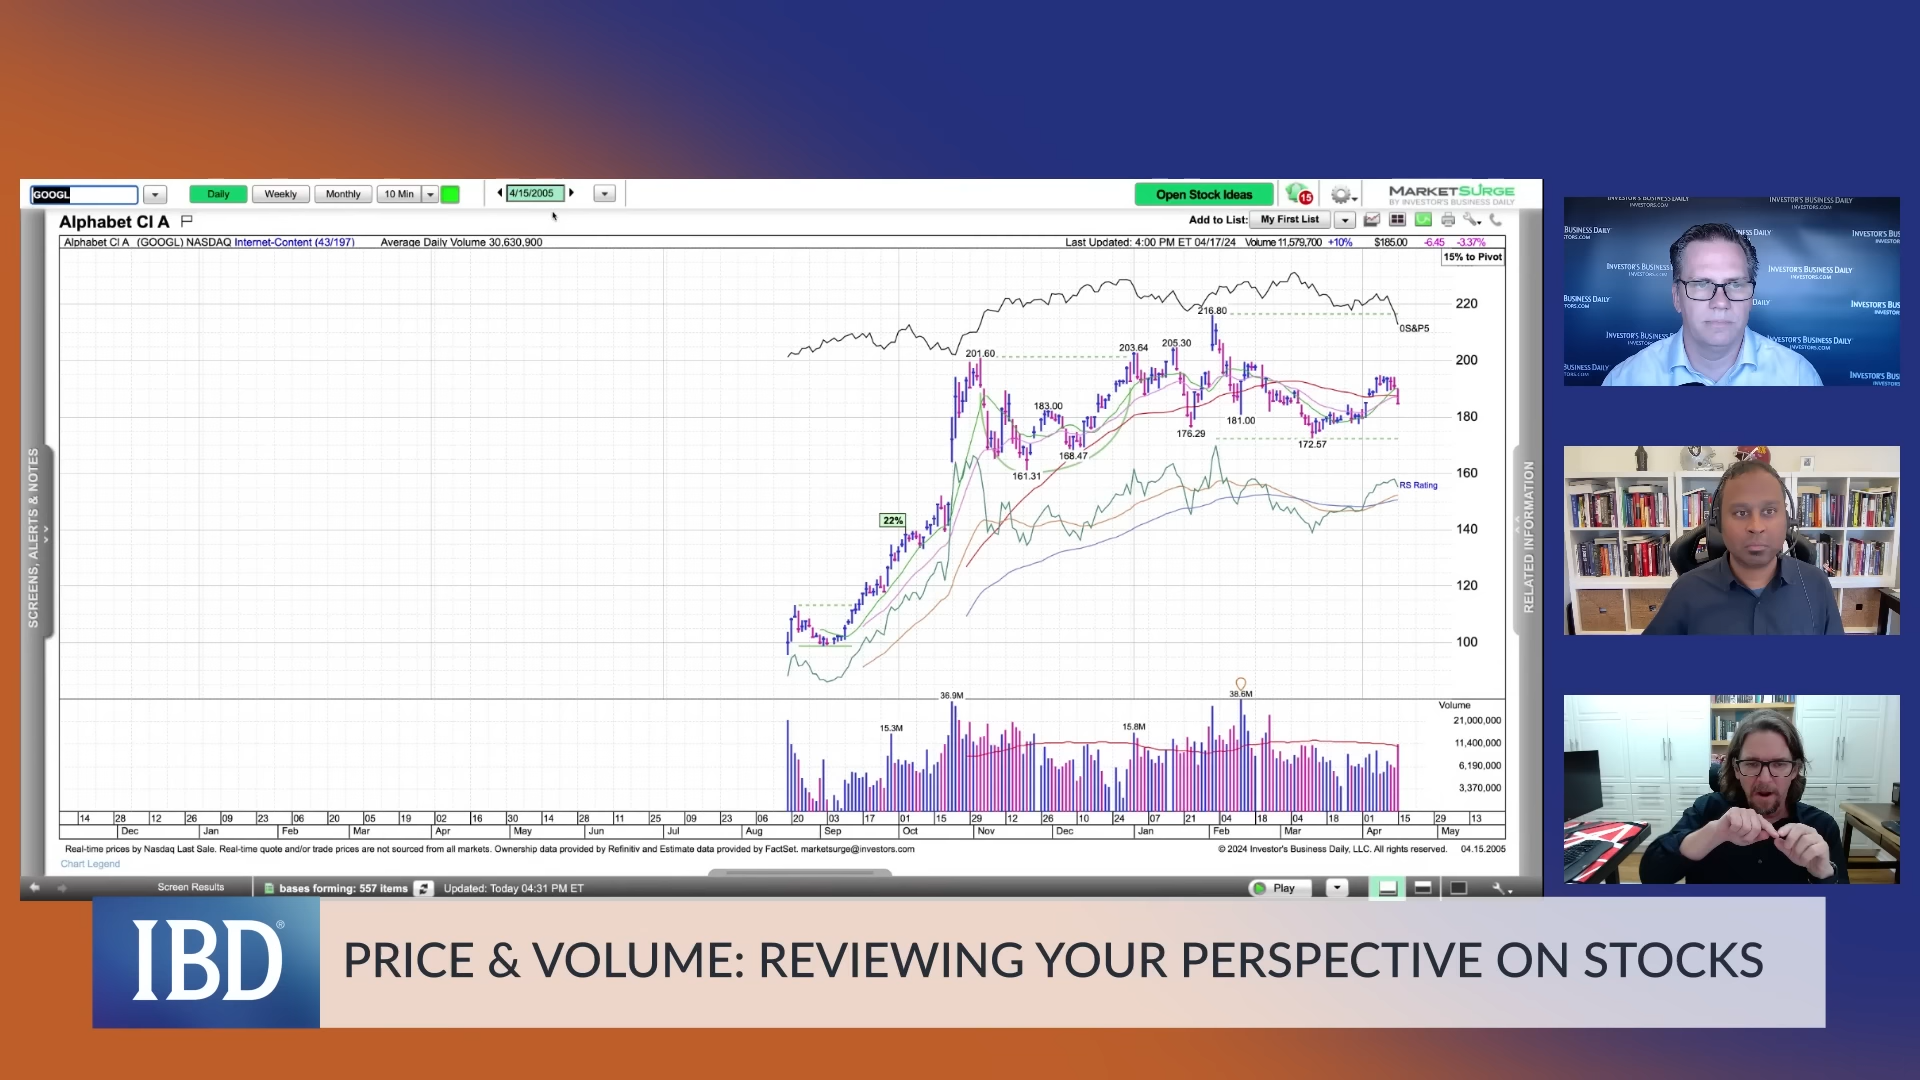 GOOGL
Daily
Weekly
Monthly
10 Min
4/15/2005
Open Stock Ideas
15
MARKETSURGE
BY INVESTOR'S BUSINESS DAILY
Alphabet Cl A
Add to List: My First List
Alphabet Cl A (GOOGL) NASDAQ Internet-Content (43/197) Average Daily Volume 30,630,900
Last Updated: 4:00 PM ET 04/17/24 Volume 11,579,700 +10% $185.00 -6.45 -3.37%
15% to Pivot
220
216.80
0S&P5
205.30
203.64
201.60
200
183.00
180
181.00
176.29
172.57
168.47
161.31
160
RS Rating
22%
140
120
100
36.9M
38.6M
15.3M
15.8M
Volume
21,000,000
11,400,000
6,190,000
3,370,000
14 28 12 26 09 23 06 20 05 19 02 16 30 14 28 11 25 09 23 06 20 03 17 01 15 29 12 26 10 24 07 21 04 18 04 18 01 15 29 13
Dec Jan Feb Mar Apr May Jun Jul Aug Sep Oct Nov Dec Jan Feb Mar Apr May
Real-time prices by Nasdaq Last Sale. Real-time quote and/or trade prices are not sourced from all markets. Ownership data provided by Refinitiv and Estimate data provided by FactSet. marketsurge@investors.com
© 2024 Investor's Business Daily, LLC. All rights reserved. 04.15.2005
Chart Legend
SCREENS, ALERTS & NOTES
RELATED INFORMATION
Screen Results
bases forming: 557 items
Updated: Today 04:31 PM ET
Play
INVESTOR'S BUSINESS DAILY
INVESTORS.COM
IBD®
PRICE & VOLUME: REVIEWING YOUR PERSPECTIVE ON STOCKS